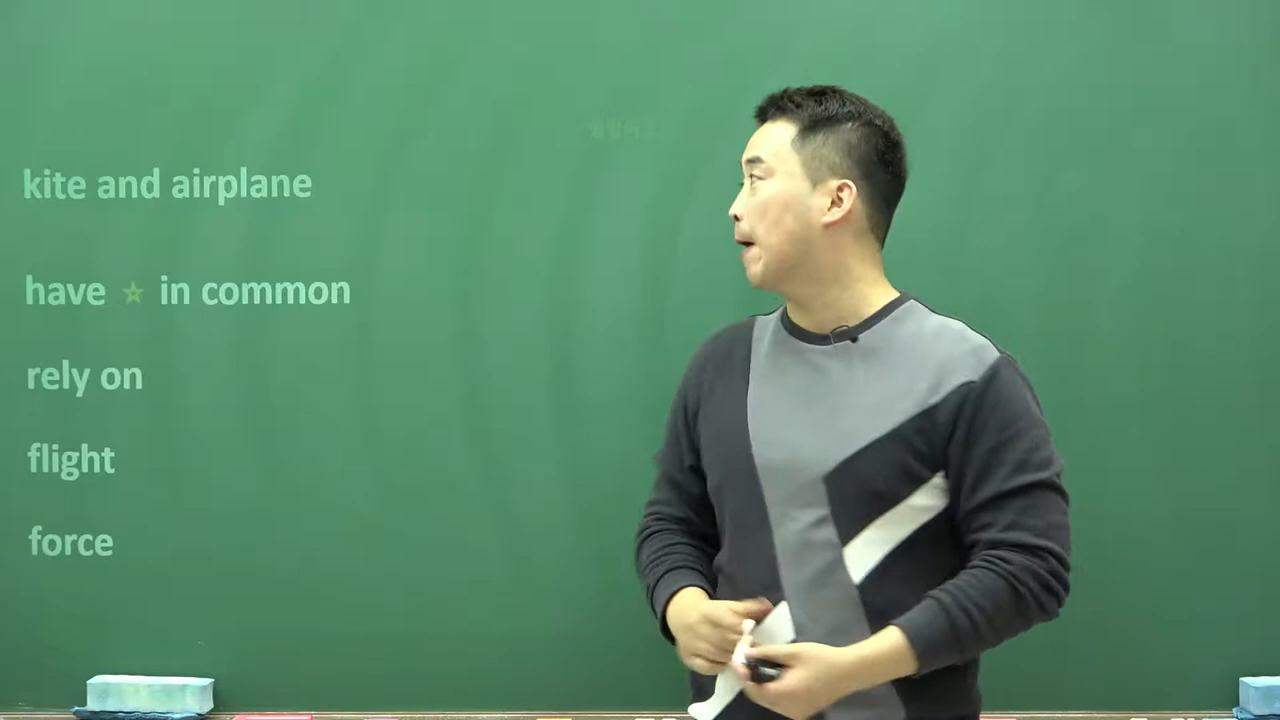 kite and airplane
have ☆ in common
rely on
flight
force